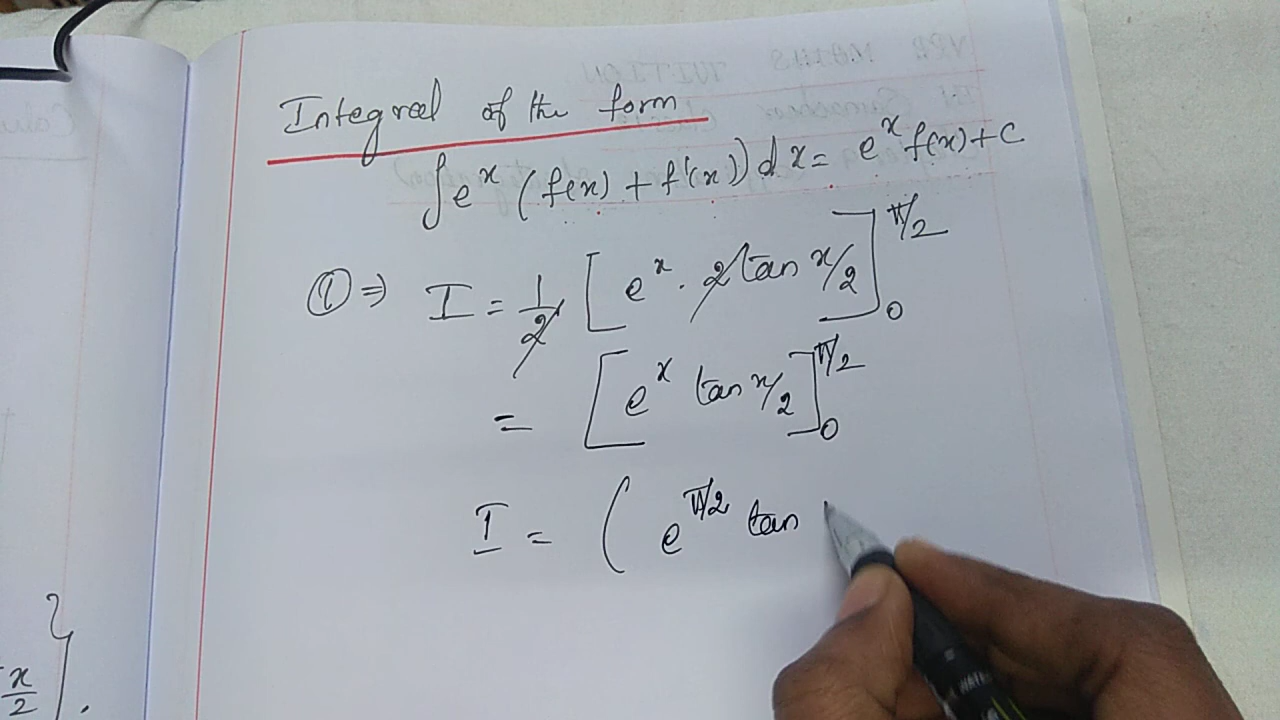 Integral of the form
∫e^x (f(x) + f'(x)) dx = e^x f(x) + C
① ⇒ I = 1/2 [ e^x . 2 tan x/2 ]_0^π/2
= [ e^x tan x/2 ]_0^π/2
I = ( e^π/2 tan
x/2 .